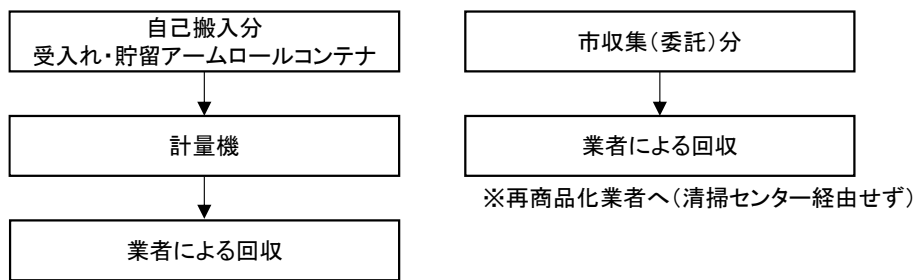 自己搬入分
受入れ・貯留アームロールコンテナ
計量機
業者による回収
市収集(委託)分
業者による回収
※再商品化業者へ(清掃センター経由せず)